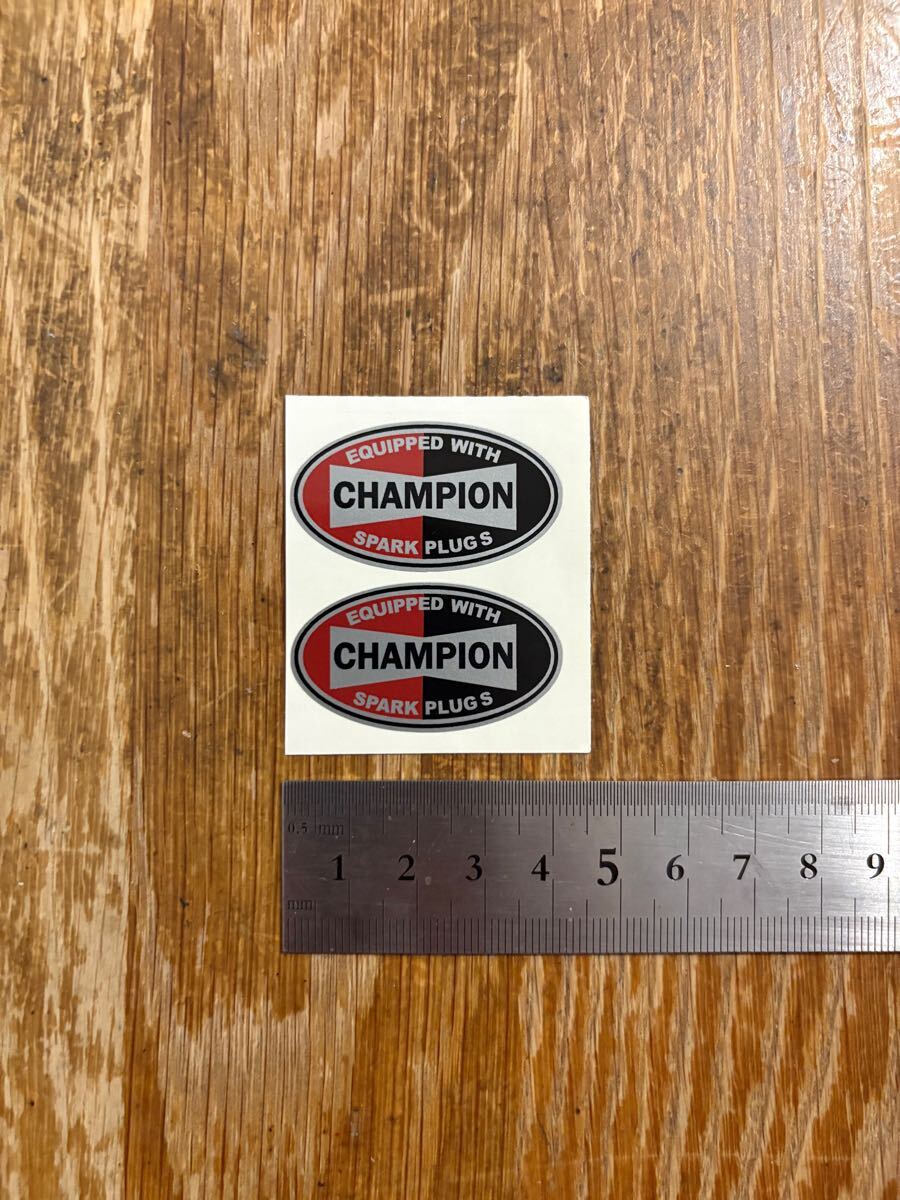 EQUIPPED WITH
CHAMPION
SPARK PLUGS
EQUIPPED WITH
CHAMPION
SPARK PLUGS
0.5 mm
1 2 3 4 5 6 7 8 9
mm